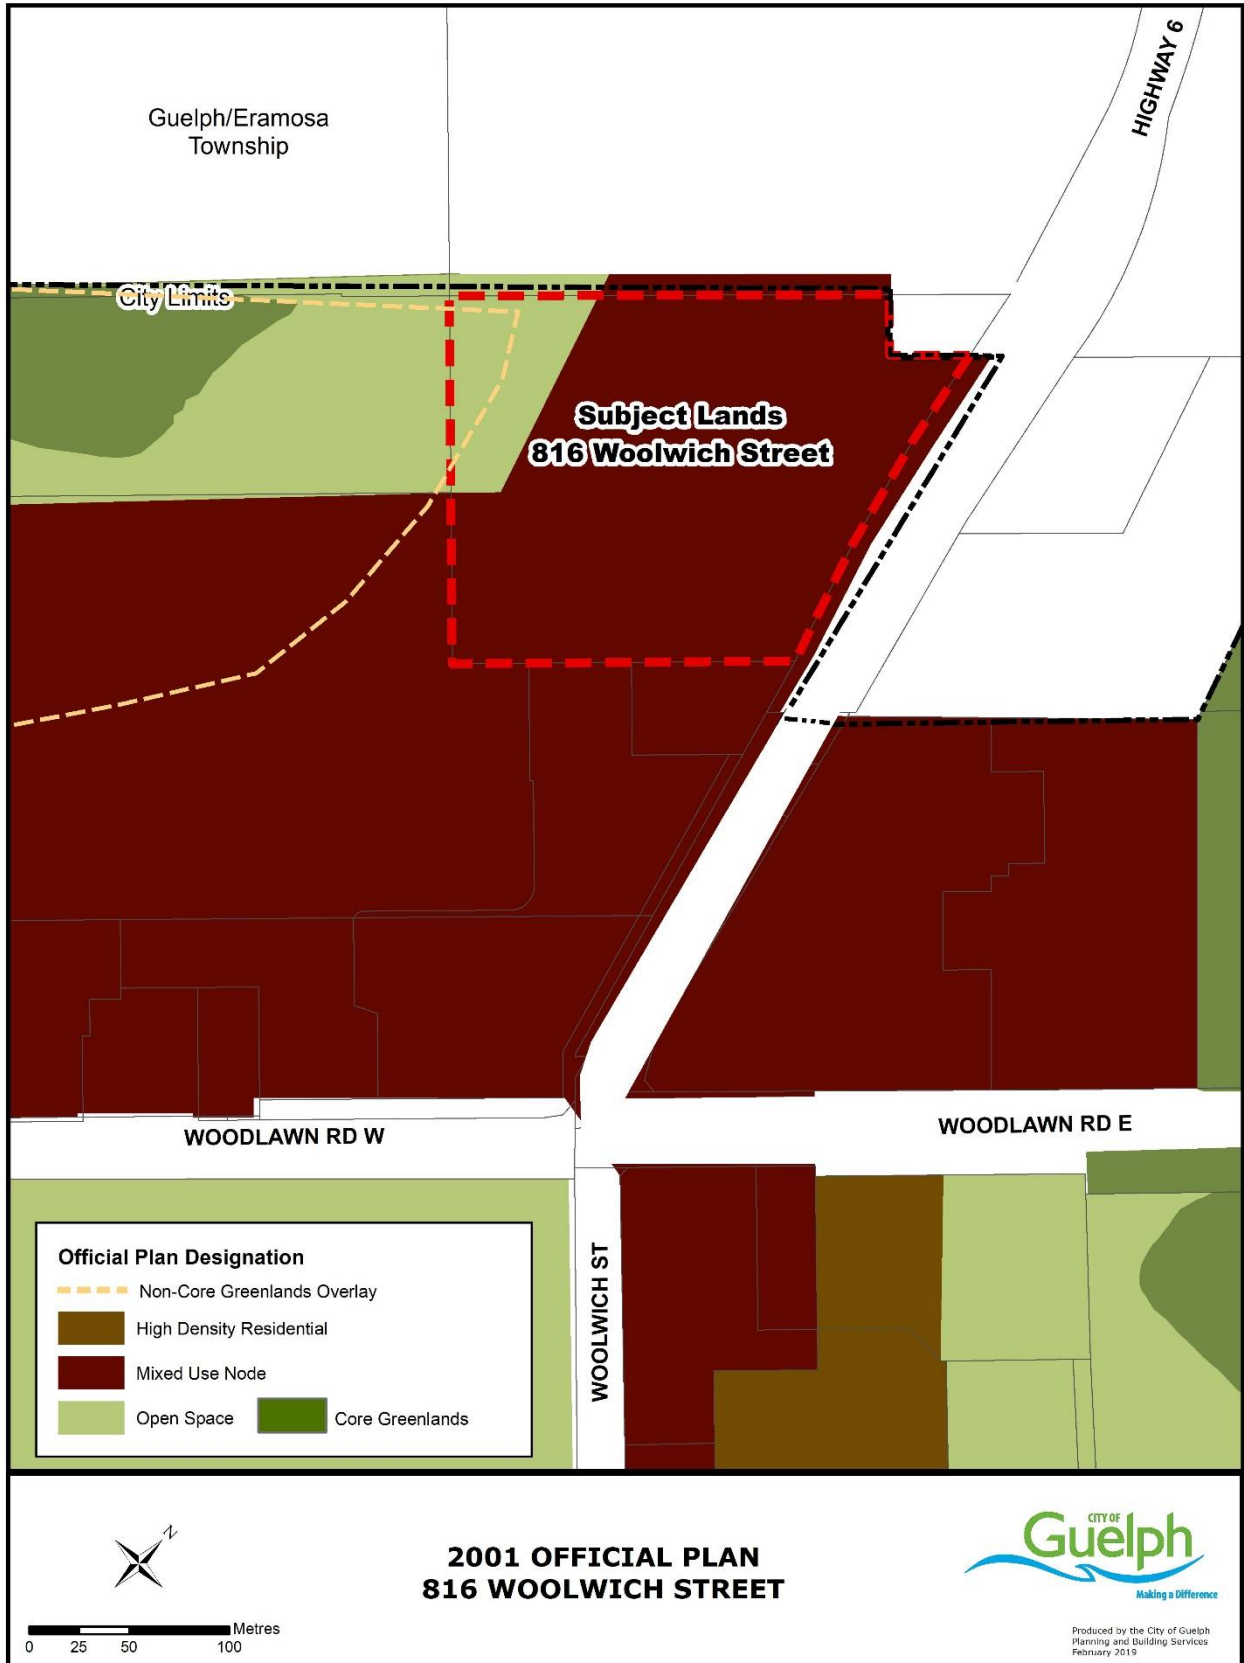 HIGHWAY 6
Guelph/Eramosa
Township
City Limits
Subject Lands
816 Woolwich Street
WOODLAWN RD W
WOODLAWN RD E
WOOLWICH ST
Official Plan Designation
Non-Core Greenlands Overlay
High Density Residential
Mixed Use Node
Open Space
Core Greenlands
N
Metres
0 25 50 100
2001 OFFICIAL PLAN
816 WOOLWICH STREET
CITY OF
Guelph
Making a Difference
Produced by the City of Guelph
Planning and Building Services
February 2019